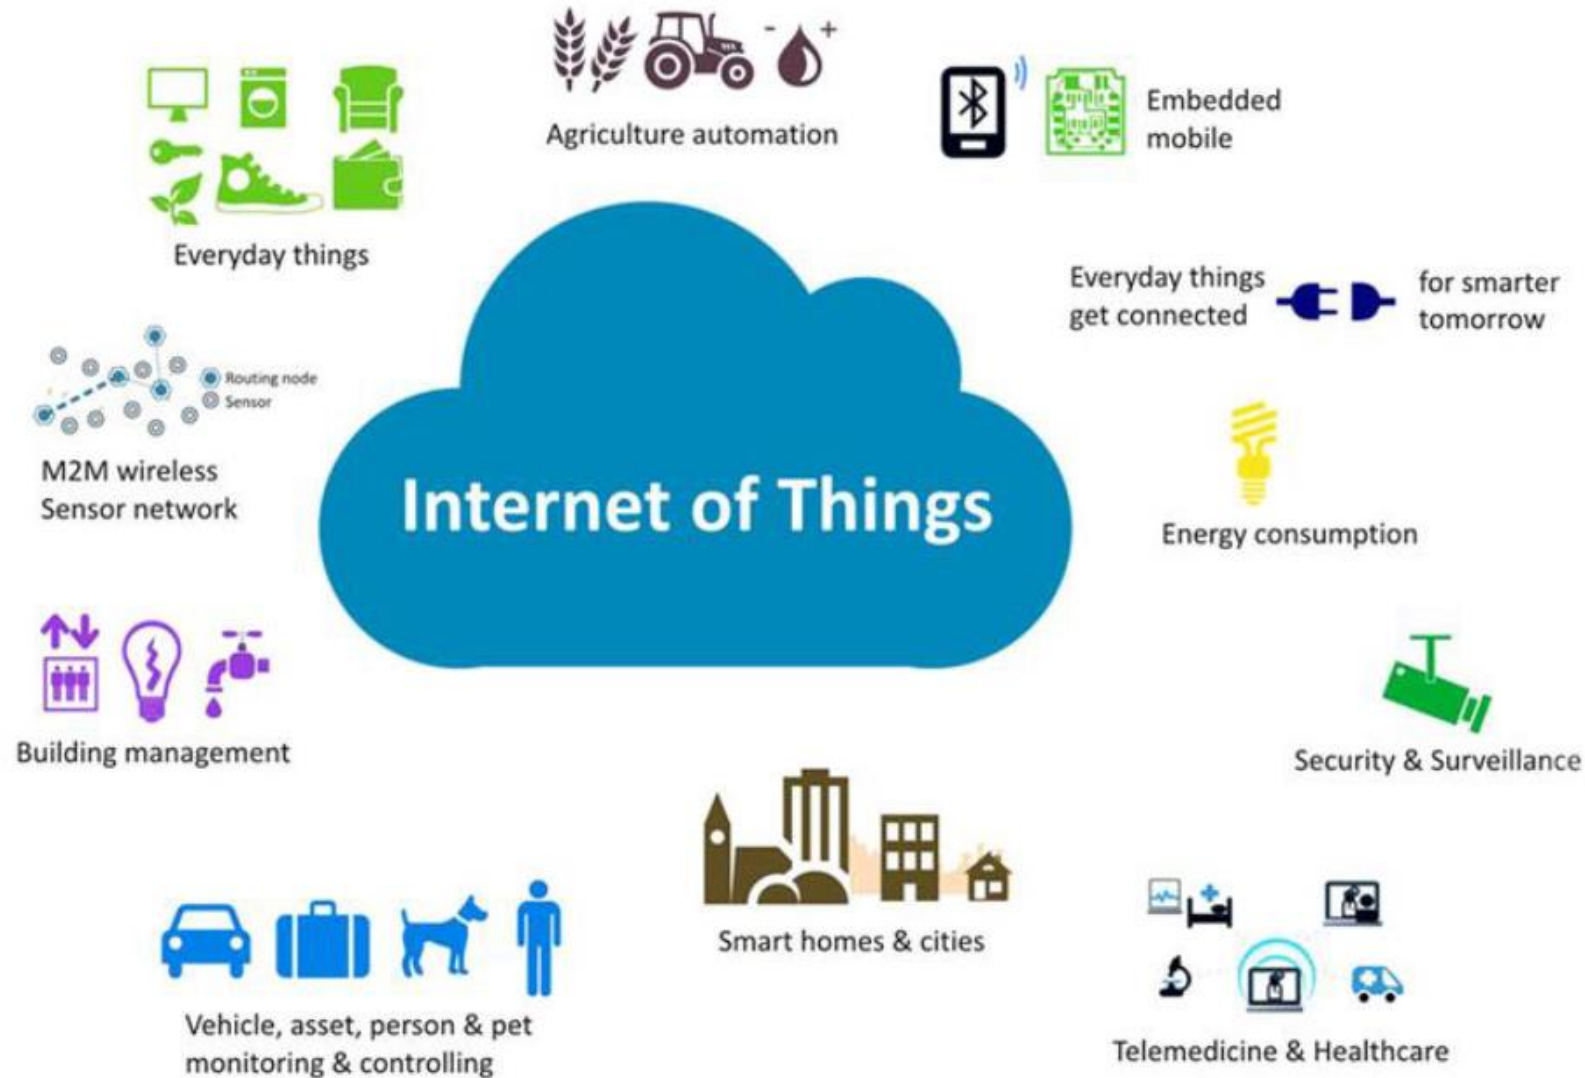 Agriculture automation
Embedded
mobile
Everyday things
Everyday things
get connected
for smarter
tomorrow
Routing node
Sensor
M2M wireless
Sensor network
Internet of Things
Energy consumption
Building management
Security & Surveillance
Smart homes & cities
Vehicle, asset, person & pet
monitoring & controlling
Telemedicine & Healthcare